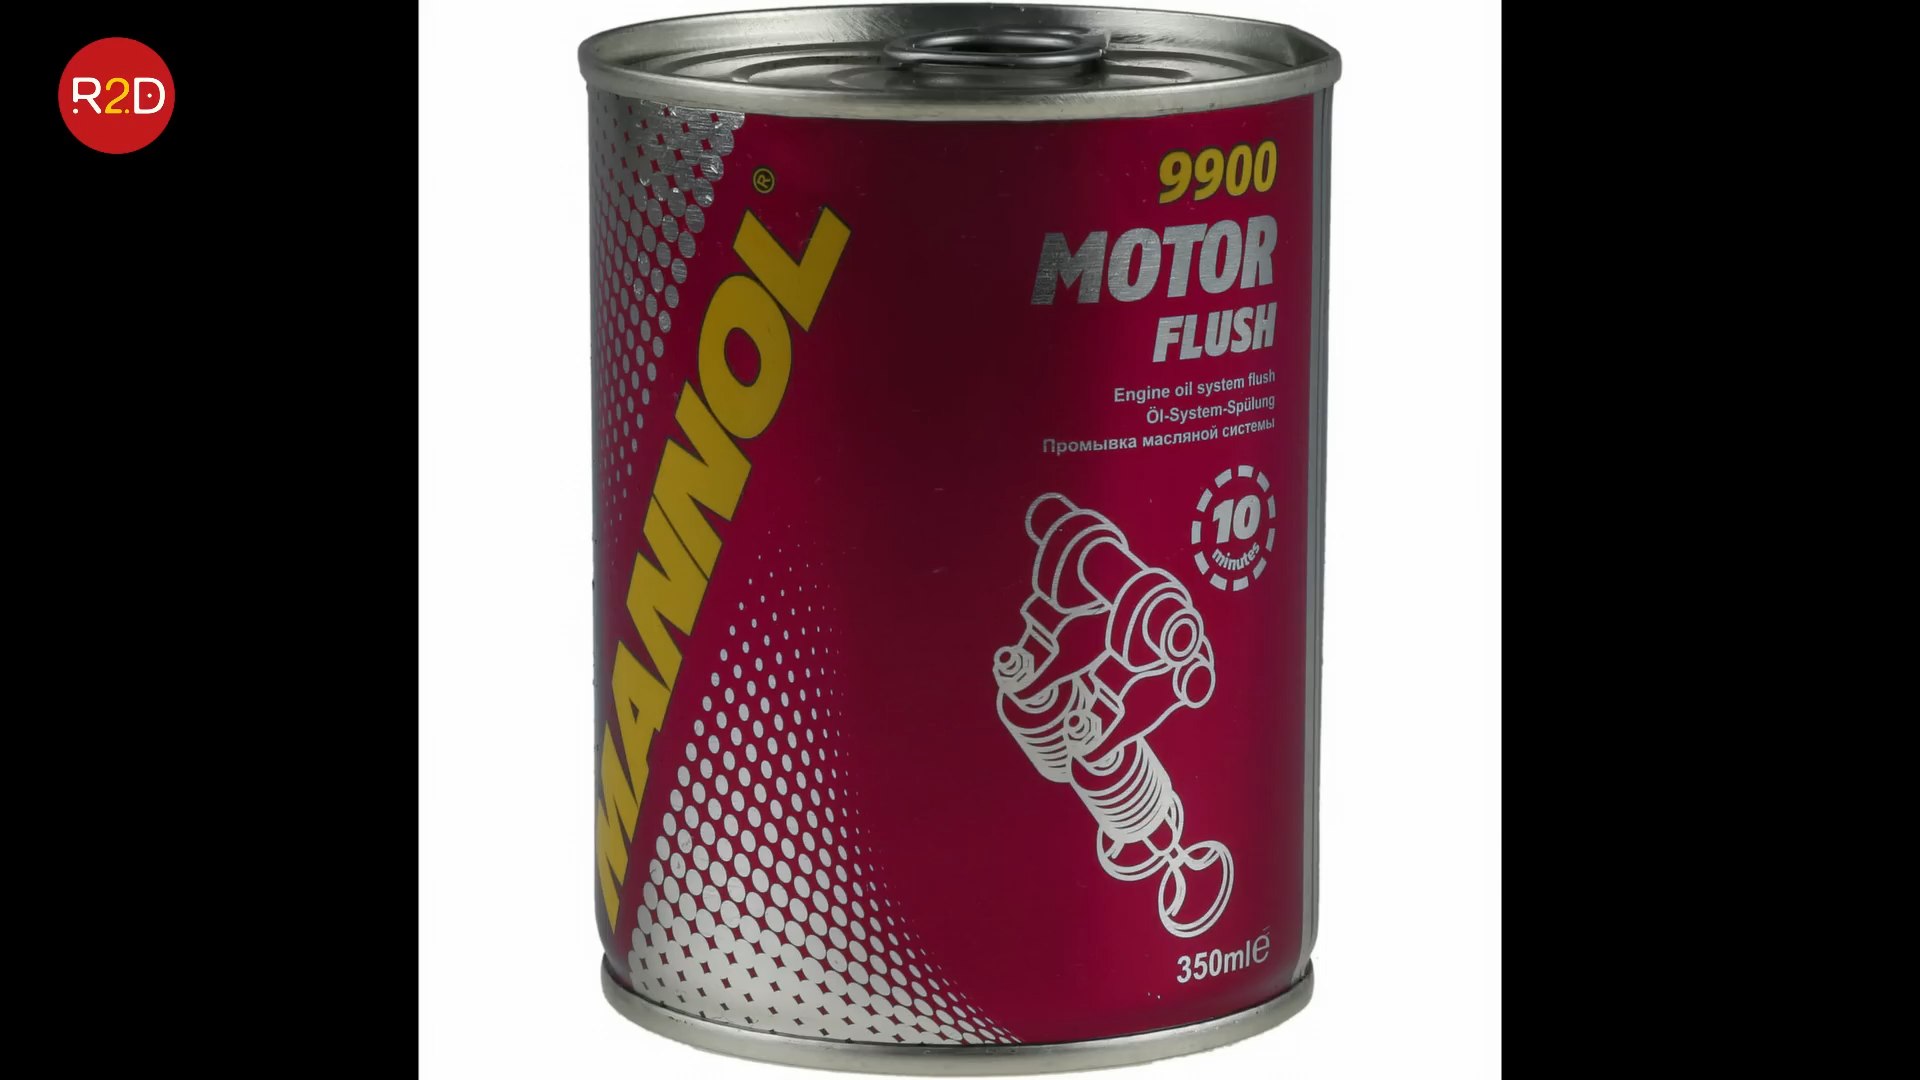 R2D
MANNOL®
9900
MOTOR
FLUSH
Engine oil system flush
Öl-System-Spülung
Промывка масляной системы
10
minutes
350ml℮